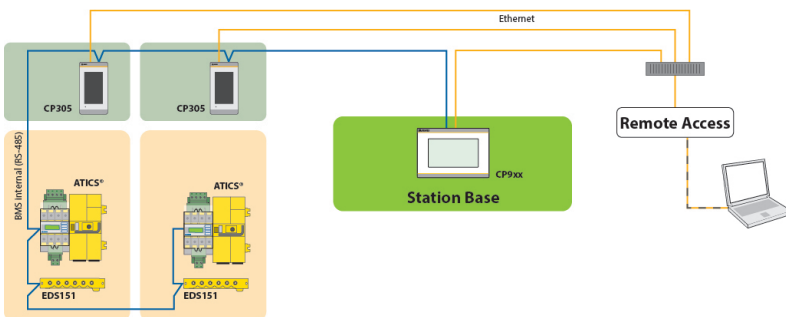 Ethernet
CP305
CP305
Remote Access
CP9xx
Station Base
BMS internal (RS-485)
ATICS®
ATICS®
EDS151
EDS151